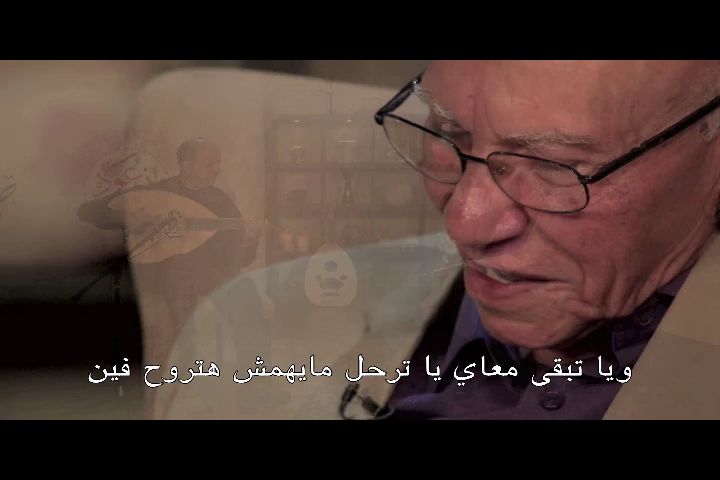 ويا تبقى معاي يا ترحل مايهمش هتروح فين